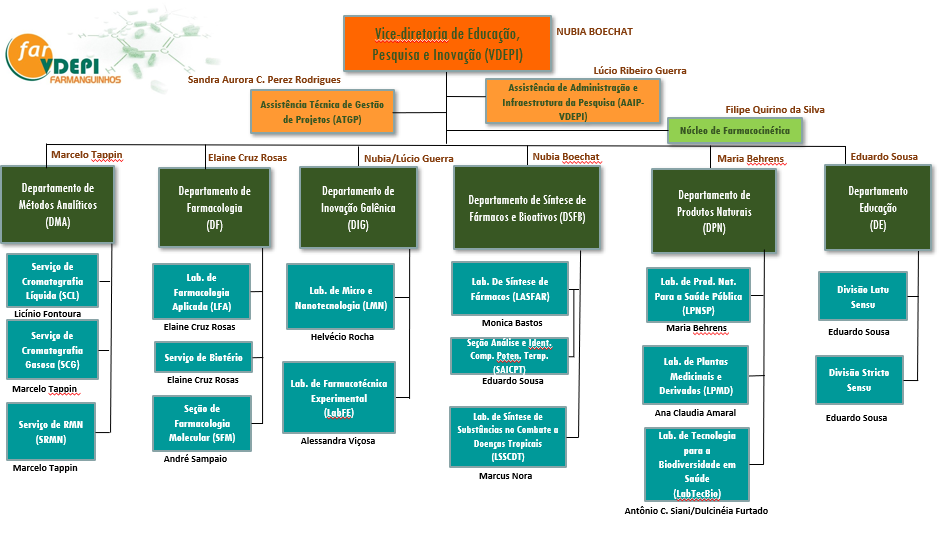 far
VDEPI
FARMANGUINHOS
Vice-diretoria de Educação,
Pesquisa e Inovação (VDEPI)
NUBIA BOECHAT
Sandra Aurora C. Perez Rodrigues
Assistência Técnica de Gestão
de Projetos (ATGP)
Lúcio Ribeiro Guerra
Assistência de Administração e
Infraestrutura da Pesquisa (AAIP-
VDEPI)
Filipe Quirino da Silva
Núcleo de Farmacocinética
Marcelo Tappin
Departamento de
Métodos Analíticos
(DMA)
Serviço de
Cromatografia
Líquida (SCL)
Licínio Fontoura
Serviço de
Cromatografia
Gasosa (SCG)
Marcelo Tappin
Serviço de RMN
(SRMN)
Marcelo Tappin
Elaine Cruz Rosas
Departamento de
Farmacologia
(DF)
Lab. de
Farmacologia
Aplicada (LFA)
Elaine Cruz Rosas
Serviço de Biotério
Elaine Cruz Rosas
Seção de
Farmacologia
Molecular (SFM)
André Sampaio
Nubia/Lúcio Guerra
Departamento de
Inovação Galênica
(DIG)
Lab. de Micro e
Nanotecnologia (LMN)
Helvécio Rocha
Lab. de Farmacotécnica
Experimental
(LabFE)
Alessandra Viçosa
Nubia Boechat
Departamento de Síntese de
Fármacos e Bioativos (DSFB)
Lab. De Síntese de
Fármacos (LASFAR)
Monica Bastos
Seção Análise e Ident.
Comp. Poten. Terap.
(SAICPT)
Eduardo Sousa
Lab. de Síntese de
Substâncias no Combate a
Doenças Tropicais
(LSSCDT)
Marcus Nora
Maria Behrens
Departamento de
Produtos Naturais
(DPN)
Lab. de Prod. Nat.
Para a Saúde Pública
(LPNSP)
Maria Behrens
Lab. de Plantas
Medicinais e
Derivados (LPMD)
Ana Claudia Amaral
Lab. de Tecnologia
para a
Biodiversidade em
Saúde
(LabTecBio)
Antônio C. Siani/Dulcinéia Furtado
Eduardo Sousa
Departamento
Educação
(DE)
Divisão Latu
Sensu
Eduardo Sousa
Divisão Stricto
Sensu
Eduardo Sousa